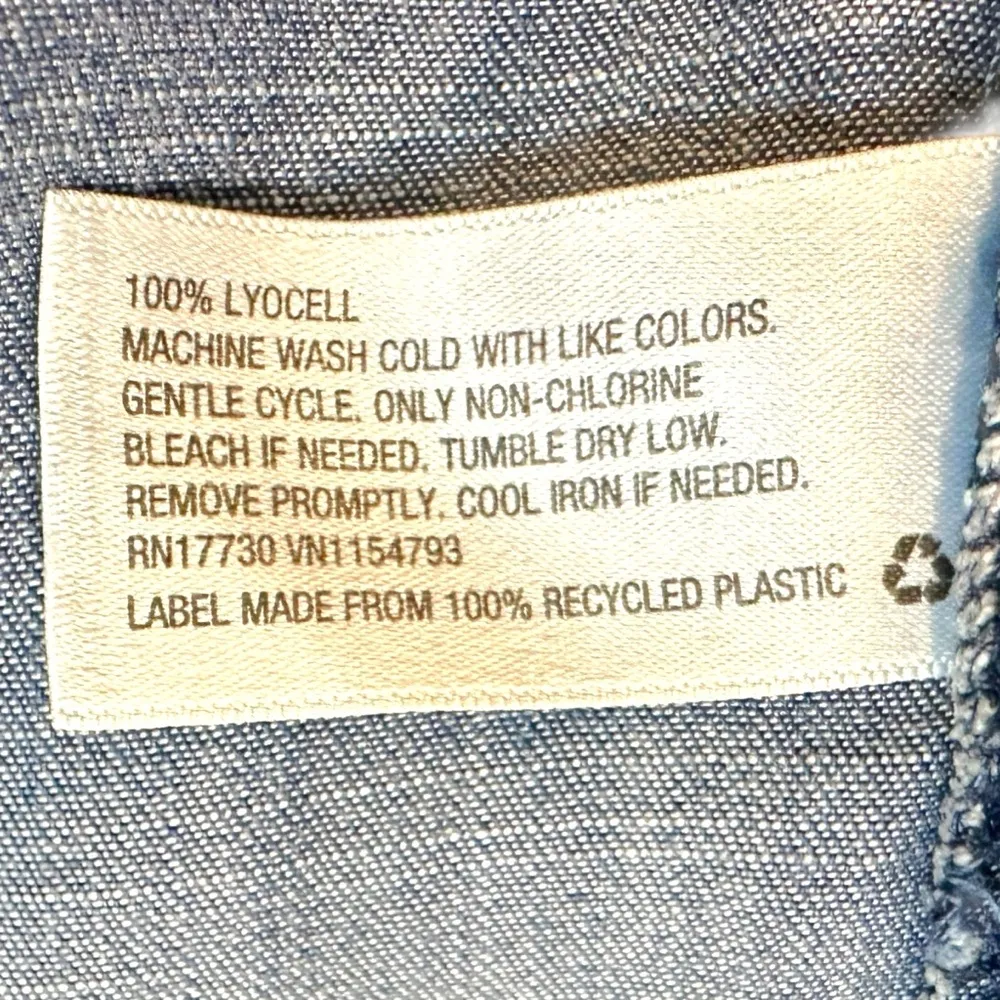 100% LYOCELL
MACHINE WASH COLD WITH LIKE COLORS.
GENTLE CYCLE. ONLY NON-CHLORINE
BLEACH IF NEEDED. TUMBLE DRY LOW.
REMOVE PROMPTLY. COOL IRON IF NEEDED.
RN17730 VN1154793
LABEL MADE FROM 100% RECYCLED PLASTIC